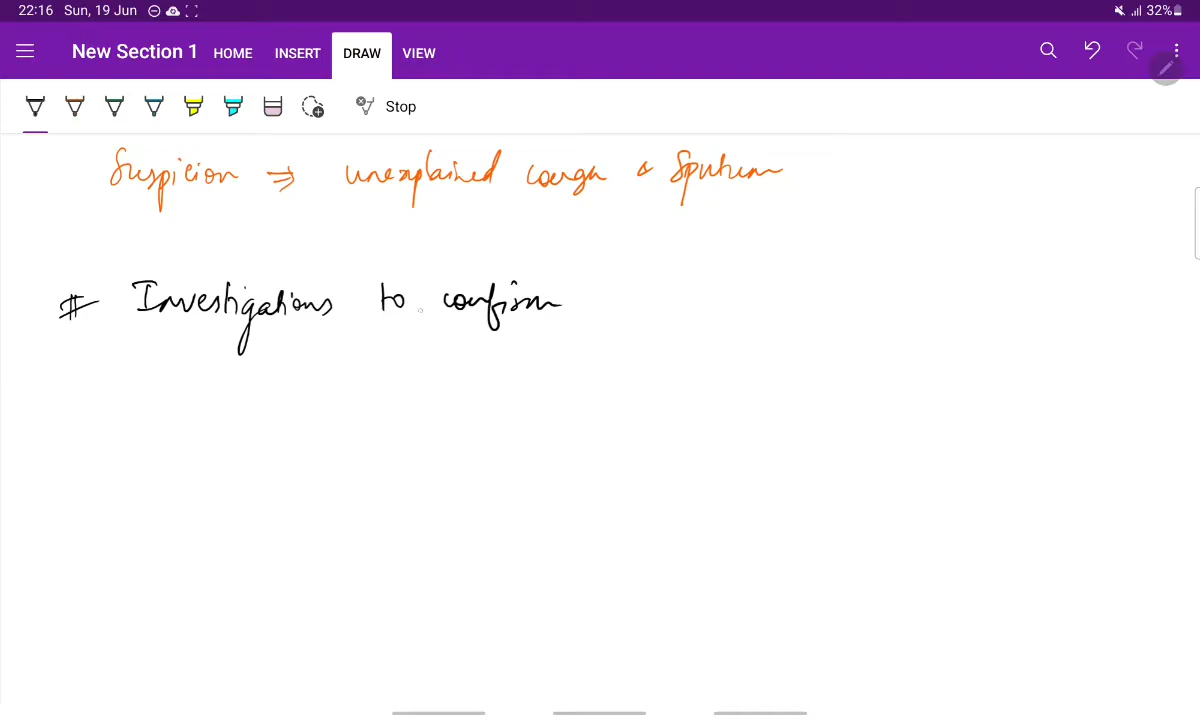 22:16 Sun, 19 Jun 32%
New Section 1 HOME INSERT DRAW VIEW
Stop
Suspicion ⇒ unexplained cough & Sputum
# Investigations to confirm